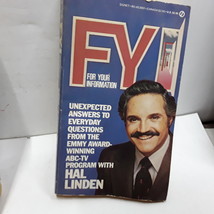 FYI
FOR YOUR
INFORMATION
UNEXPECTED
ANSWERS TO
EVERYDAY
QUESTIONS
FROM THE
EMMY AWARD-
WINNING
ABC-TV
PROGRAM WITH
HAL
LINDEN